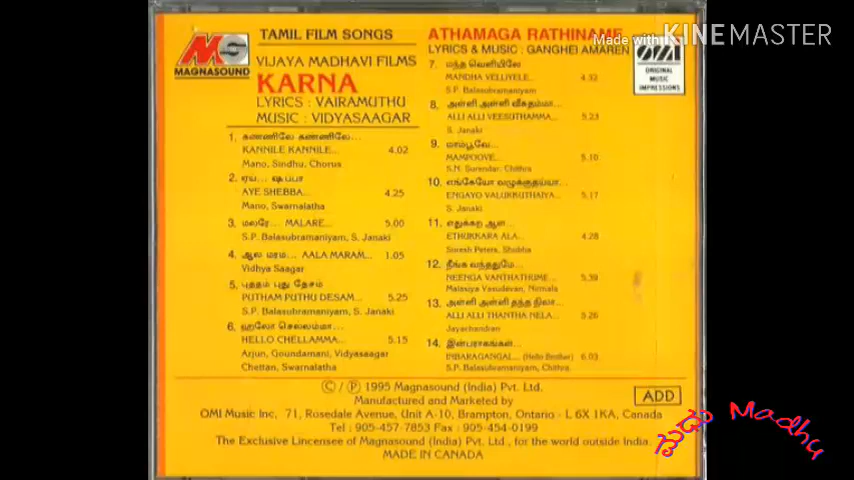 MS
MAGNASOUND
TAMIL FILM SONGS
VIJAYA MADHAVI FILMS
KARNA
LYRICS : VAIRAMUTHU
MUSIC : VIDYASAAGAR
1. கண்ணிலே கண்ணிலே...
KANNILE KANNILE... 4.02
Mano, Sindhu, Chorus
2. ஏய்... ஷப்பா
AYE SHEBBA... 4.25
Mano, Swarnalatha
3. மலரே... MALARE... 5.00
S.P. Balasubramaniyam, S. Janaki
4. ஆல மரம்... AALA MARAM... 1.05
Vidhya Saagar
5. புத்தம் புது தேசம்
PUTHAM PUTHU DESAM... 5.25
S.P. Balasubramaniyam, S. Janaki
6. ஹலோ செல்லம்மா...
HELLO CHELLAMMA... 5.15
Arjun, Goundamani, Vidyasaagar
Chettan, Swarnalatha
ATHAMAGA RATHINAME
LYRICS & MUSIC : GANGHEI AMAREN
7. மந்த வெளியிலே
MANDHA VELIYELE... 4.32
S.P. Balasubramaniyam
8. அள்ளி அள்ளி வீசுதம்மா...
ALLI ALLI VEESUTHAMMA... 5.23
S. Janaki
9. மாம்பூவே...
MAMPOOVE... 5.10
S.N. Surendar, Chithra
10. எங்கேயோ வழுக்குதய்யா...
ENGAYO VALUKKUTHAIYA... 5.17
S. Janaki
11. எதுக்கற ஆள
ETHUKKARA ALA... 4.28
Suresh Peters, Shobha
12. நீங்க வந்ததுமே...
NEENGA VANTHATHUME... 5.39
Malasiya Vasudevan, Nirmala
13. அள்ளி அள்ளி தந்த நிலா...
ALLI ALLI THANTHA NELA... 5.26
Jayachandran
14. இன்பராகங்கள்...
INBARAGANGAL... (Hello Brother) 6.03
S.P. Balasubramaniyam, Chithra
OMI
ORIGINAL
MUSIC
IMPRESSIONS
Made with KINEMASTER
Ⓒ / Ⓟ 1995 Magnasound (India) Pvt. Ltd.
Manufactured and Marketed by
OMI Music Inc, 71, Rosedale Avenue, Unit A-10, Brampton, Ontario - L 6X 1KA, Canada
Tel : 905-457-7853 Fax : 905-454-0199
The Exclusive Lincensee of Magnasound (India) Pvt. Ltd., for the world outside India.
MADE IN CANADA
ADD
Madhu